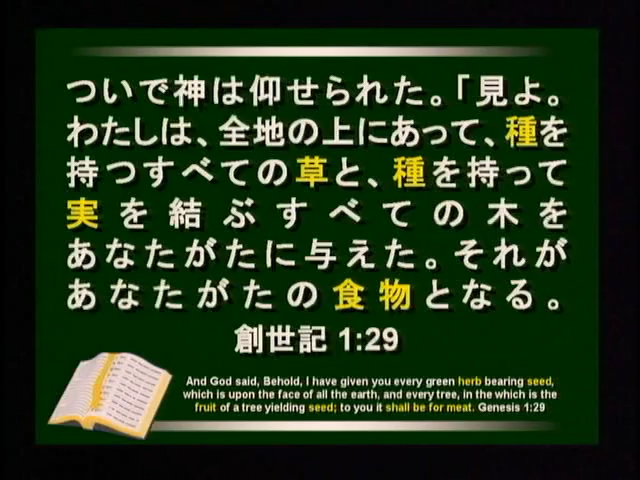 ついで神は仰せられた。「見よ。
わたしは、全地の上にあって、種を
持つすべての草と、種を持って
実を結ぶすべての木を
あなたがたに与えた。それが
あなたがたの食物となる。
創世記 1:29
And God said, Behold, I have given you every green herb bearing seed,
which is upon the face of all the earth, and every tree, in the which is the
fruit of a tree yielding seed; to you it shall be for meat. Genesis 1:29